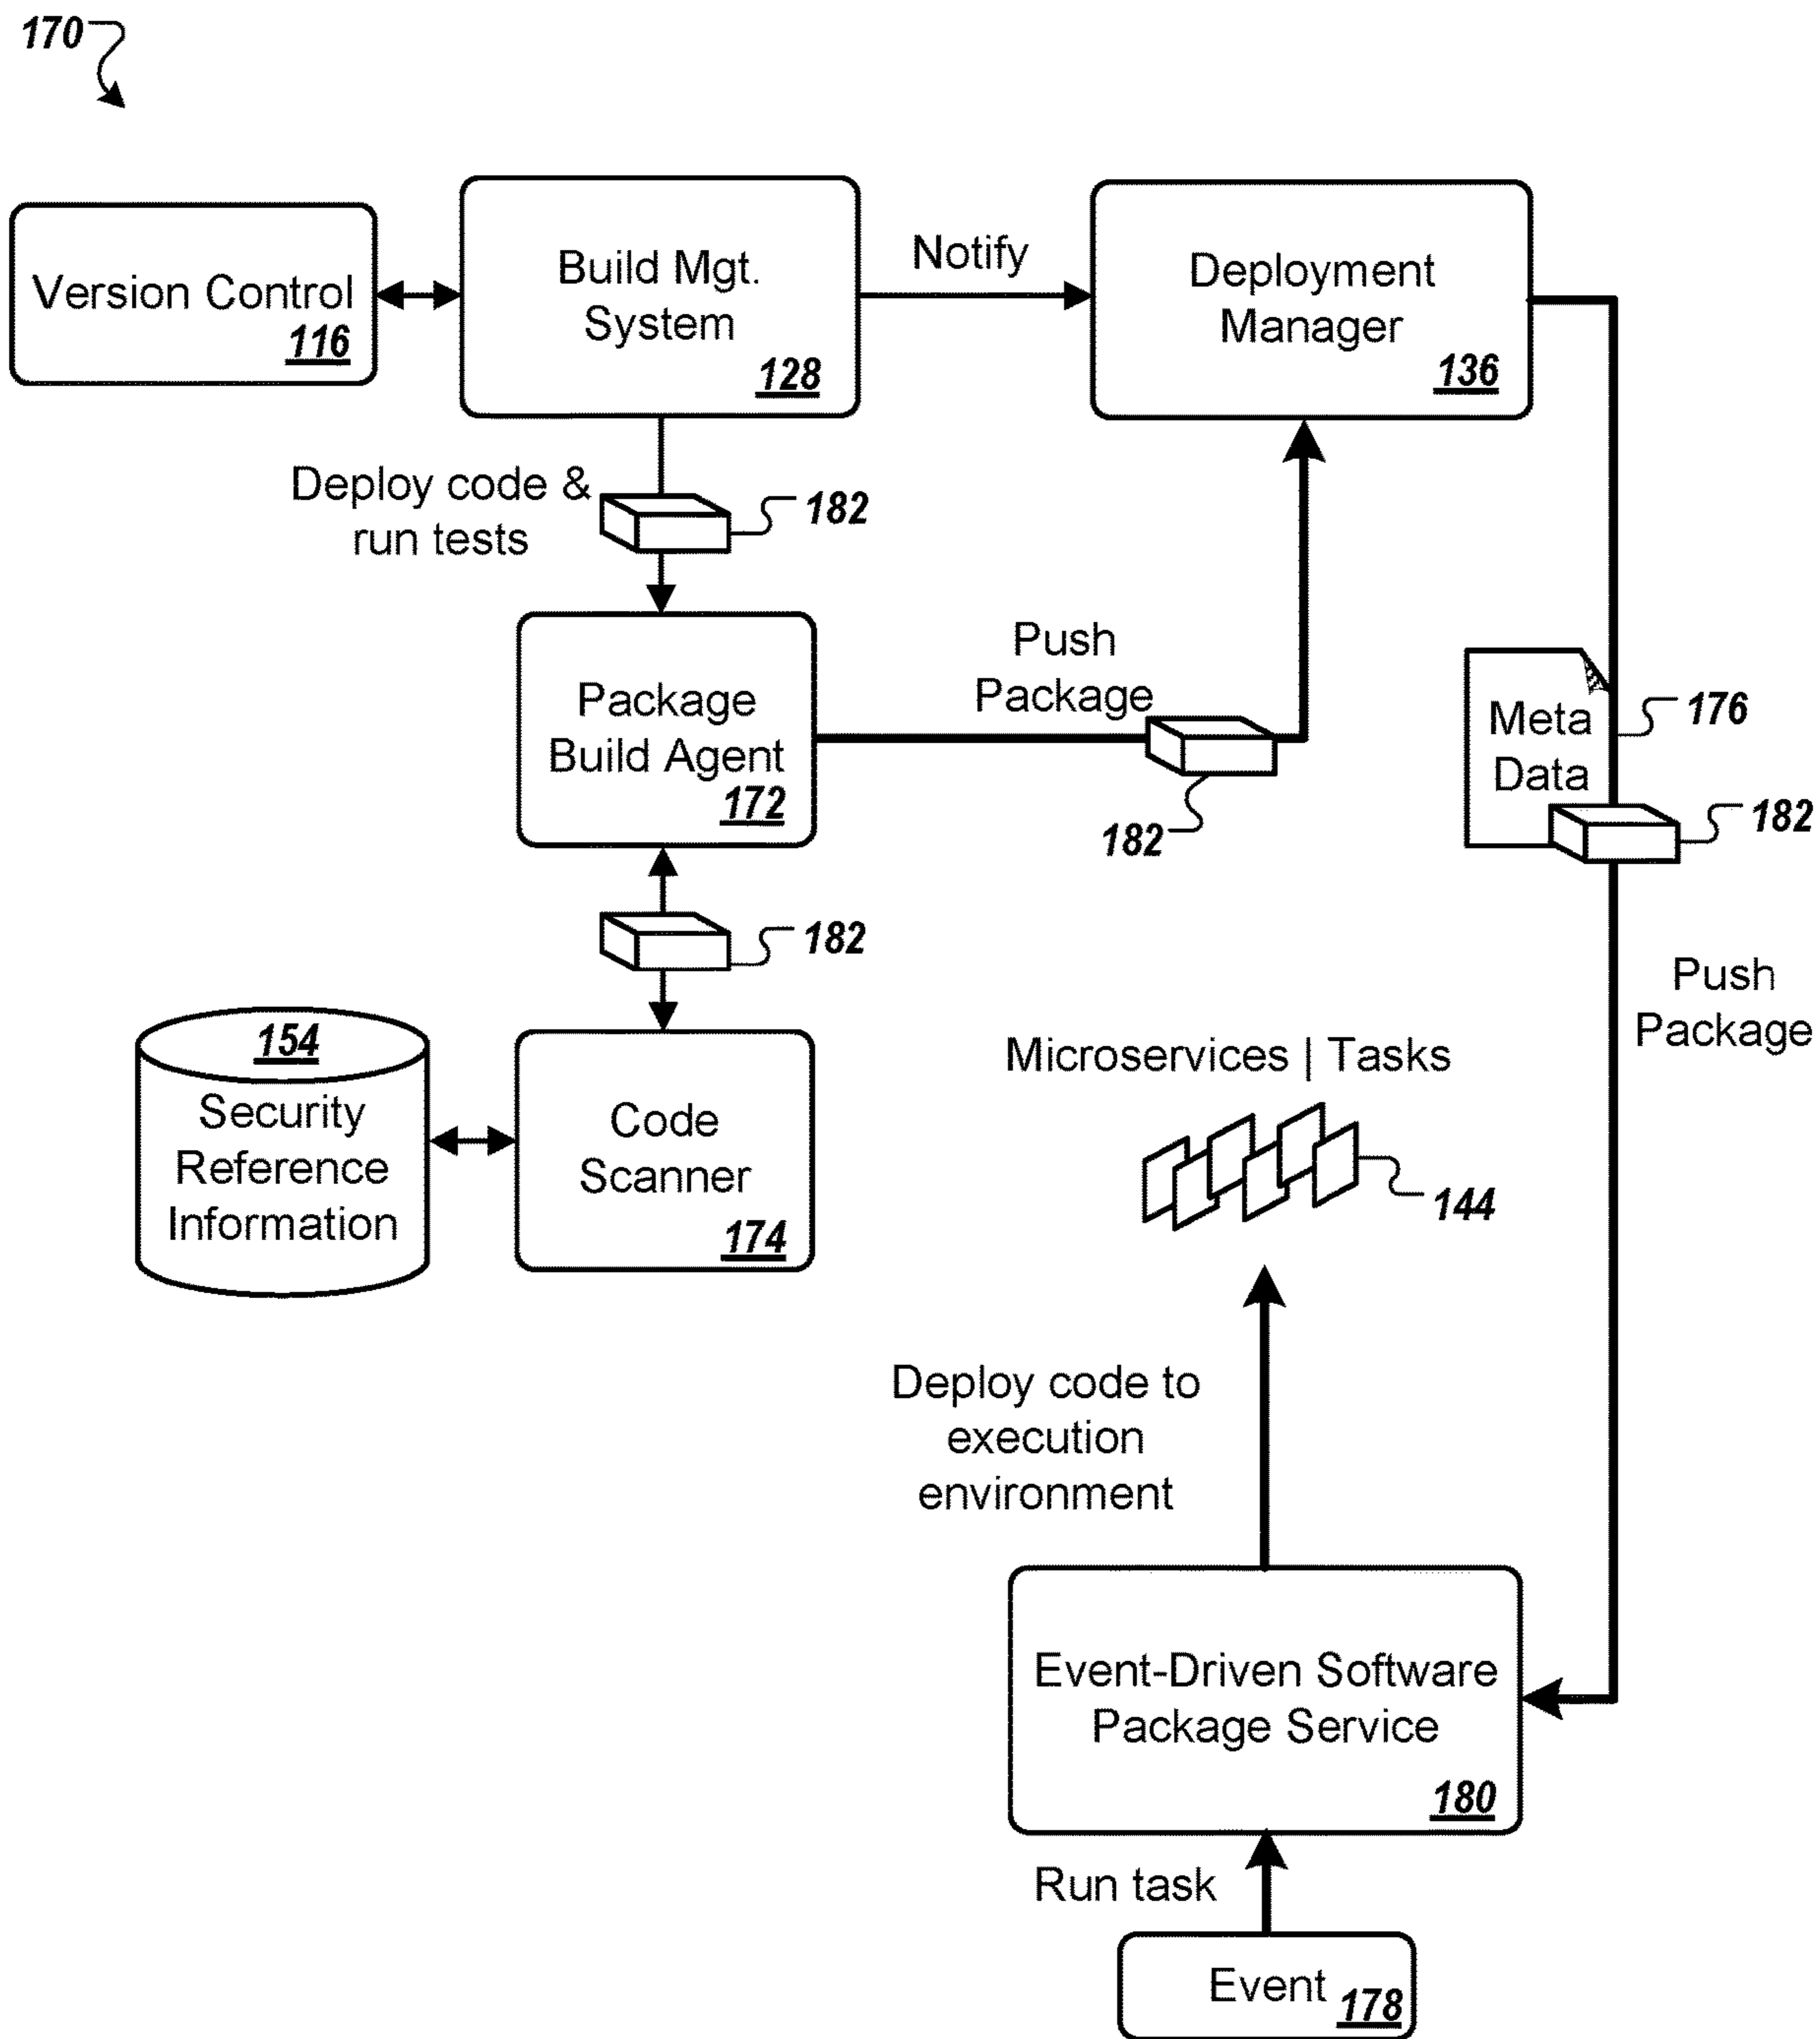 170
Version Control
116
Build Mgt.
System
128
Notify
Deployment
Manager
136
Deploy code &
run tests
182
Package
Build Agent
172
Push
Package
182
Meta
Data
176
182
182
Push
Package
154
Security
Reference
Information
Code
Scanner
174
Microservices | Tasks
144
Deploy code to
execution
environment
Event-Driven Software
Package Service
180
Run task
Event
178